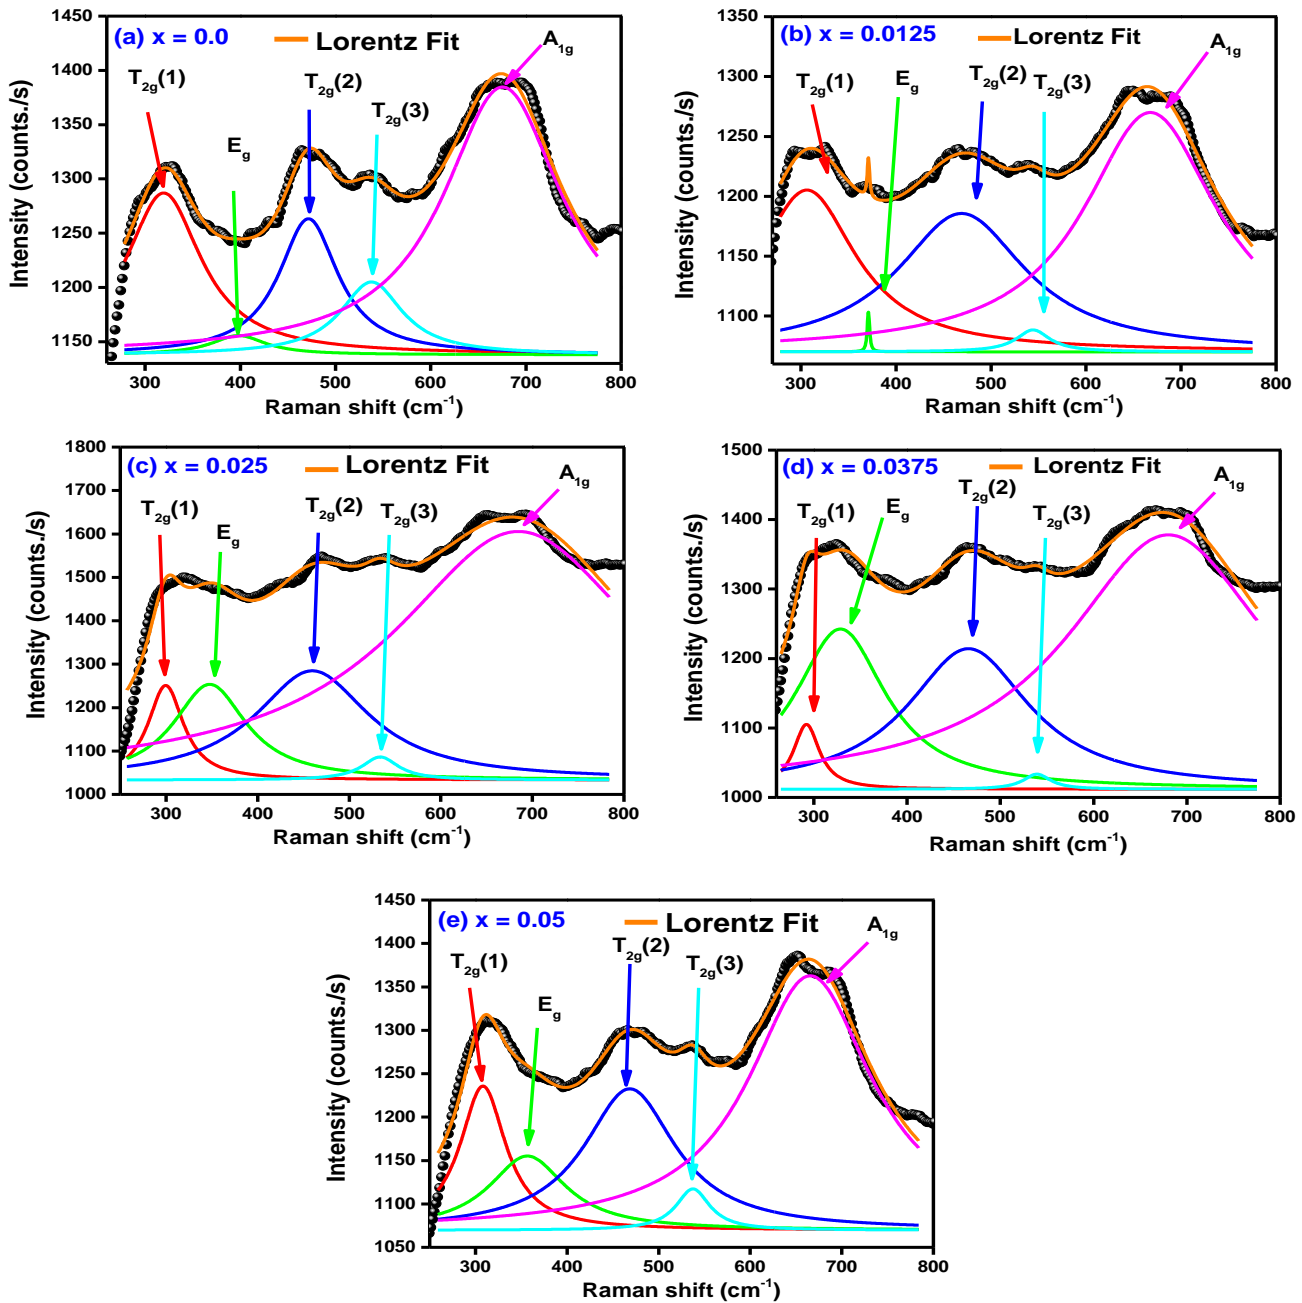 (a) x = 0.0 Lorentz Fit
A1g
T2g(1)
T2g(2)
T2g(3)
Eg
Intensity (counts./s)
1450
1400
1350
1300
1250
1200
1150
300 400 500 600 700 800
Raman shift (cm-1)
(b) x = 0.0125
Lorentz Fit
A1g
T2g(1)
Eg
T2g(2)
T2g(3)
Intensity (counts./s)
1350
1300
1250
1200
1150
1100
300 400 500 600 700 800
Raman shift (cm-1)
(c) x = 0.025 Lorentz Fit
A1g
T2g(1)
Eg
T2g(2)
T2g(3)
Intensity (counts./s)
1800
1700
1600
1500
1400
1300
1200
1100
1000
300 400 500 600 700 800
Raman shift (cm-1)
(d) x = 0.0375 Lorentz Fit
A1g
T2g(1)
Eg
T2g(2)
T2g(3)
Intensity (counts./s)
1500
1400
1300
1200
1100
1000
300 400 500 600 700 800
Raman shift (cm-1)
(e) x = 0.05 Lorentz Fit
A1g
T2g(1)
Eg
T2g(2)
T2g(3)
Intensity (counts./s)
1450
1400
1350
1300
1250
1200
1150
1100
1050
300 400 500 600 700 800
Raman shift (cm-1)